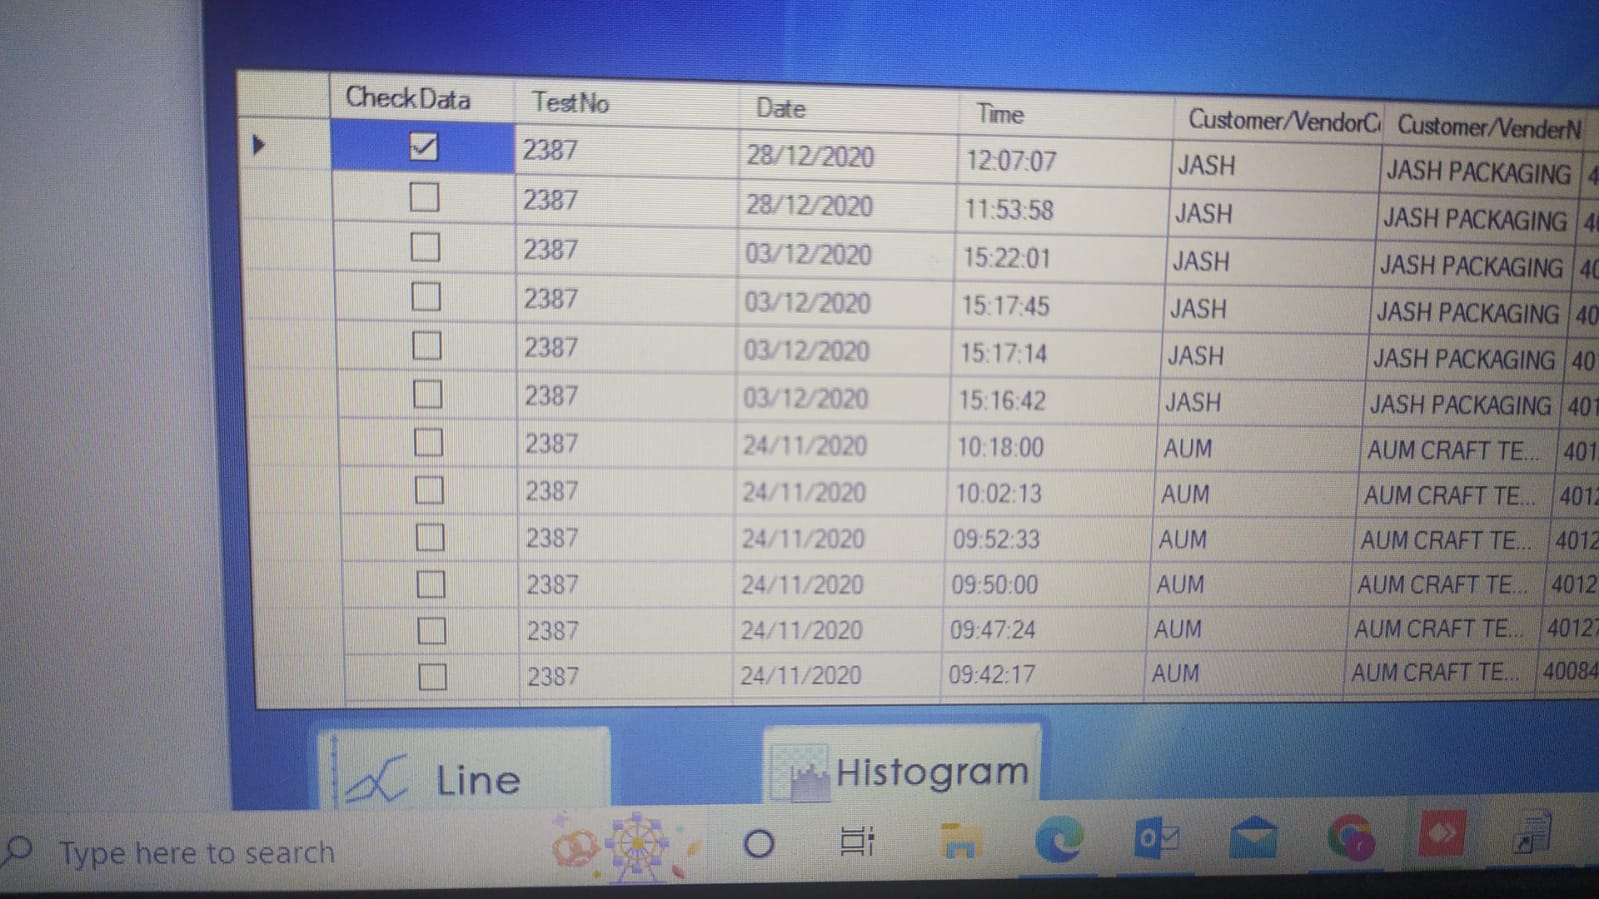 CheckData TestNo Date Time Customer/VendorC Customer/VenderN
2387 28/12/2020 12:07:07 JASH JASH PACKAGING 4
2387 28/12/2020 11:53:58 JASH JASH PACKAGING 40
2387 03/12/2020 15:22:01 JASH JASH PACKAGING 40
2387 03/12/2020 15:17:45 JASH JASH PACKAGING 40
2387 03/12/2020 15:17:14 JASH JASH PACKAGING 40
2387 03/12/2020 15:16:42 JASH JASH PACKAGING 401
2387 24/11/2020 10:18:00 AUM AUM CRAFT TE... 401
2387 24/11/2020 10:02:13 AUM AUM CRAFT TE... 4012
2387 24/11/2020 09:52:33 AUM AUM CRAFT TE... 4012
2387 24/11/2020 09:50:00 AUM AUM CRAFT TE... 4012
2387 24/11/2020 09:47:24 AUM AUM CRAFT TE... 40127
2387 24/11/2020 09:42:17 AUM AUM CRAFT TE... 40084
Line Histogram
Type here to search